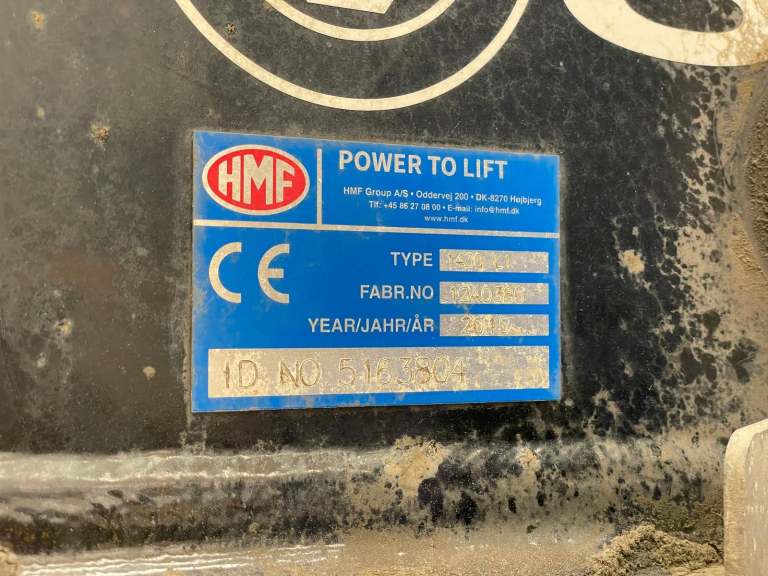 HMF
POWER TO LIFT
HMF Group A/S • Oddervej 200 • DK-8270 Højbjerg
Tlf: +45 86 27 08 00 • E-mail: info@hmf.dk
www.hmf.dk
CE
TYPE
FABR.NO
YEAR/JAHR/ÅR
ID NO 5163804